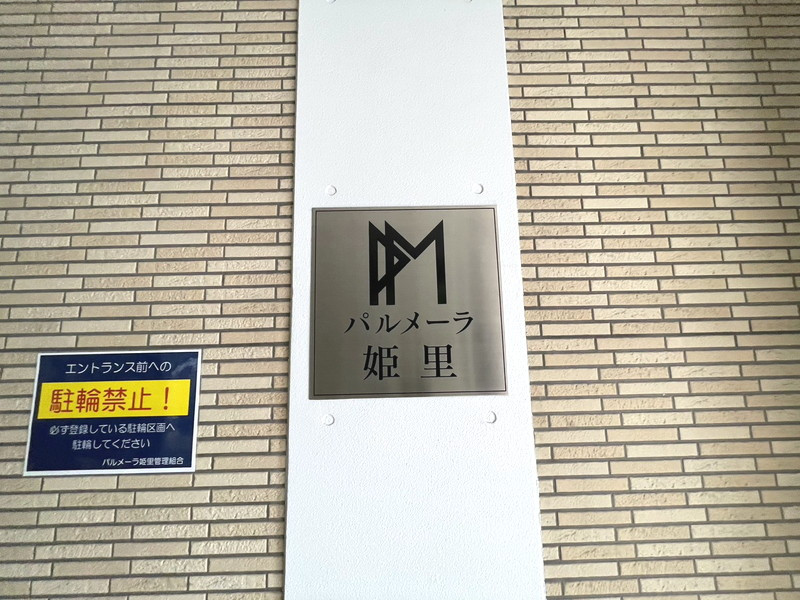 パルメーラ
姫里
エントランス前への
駐輪禁止！
必ず登録している駐輪区画へ
駐輪してください
パルメーラ姫里管理組合